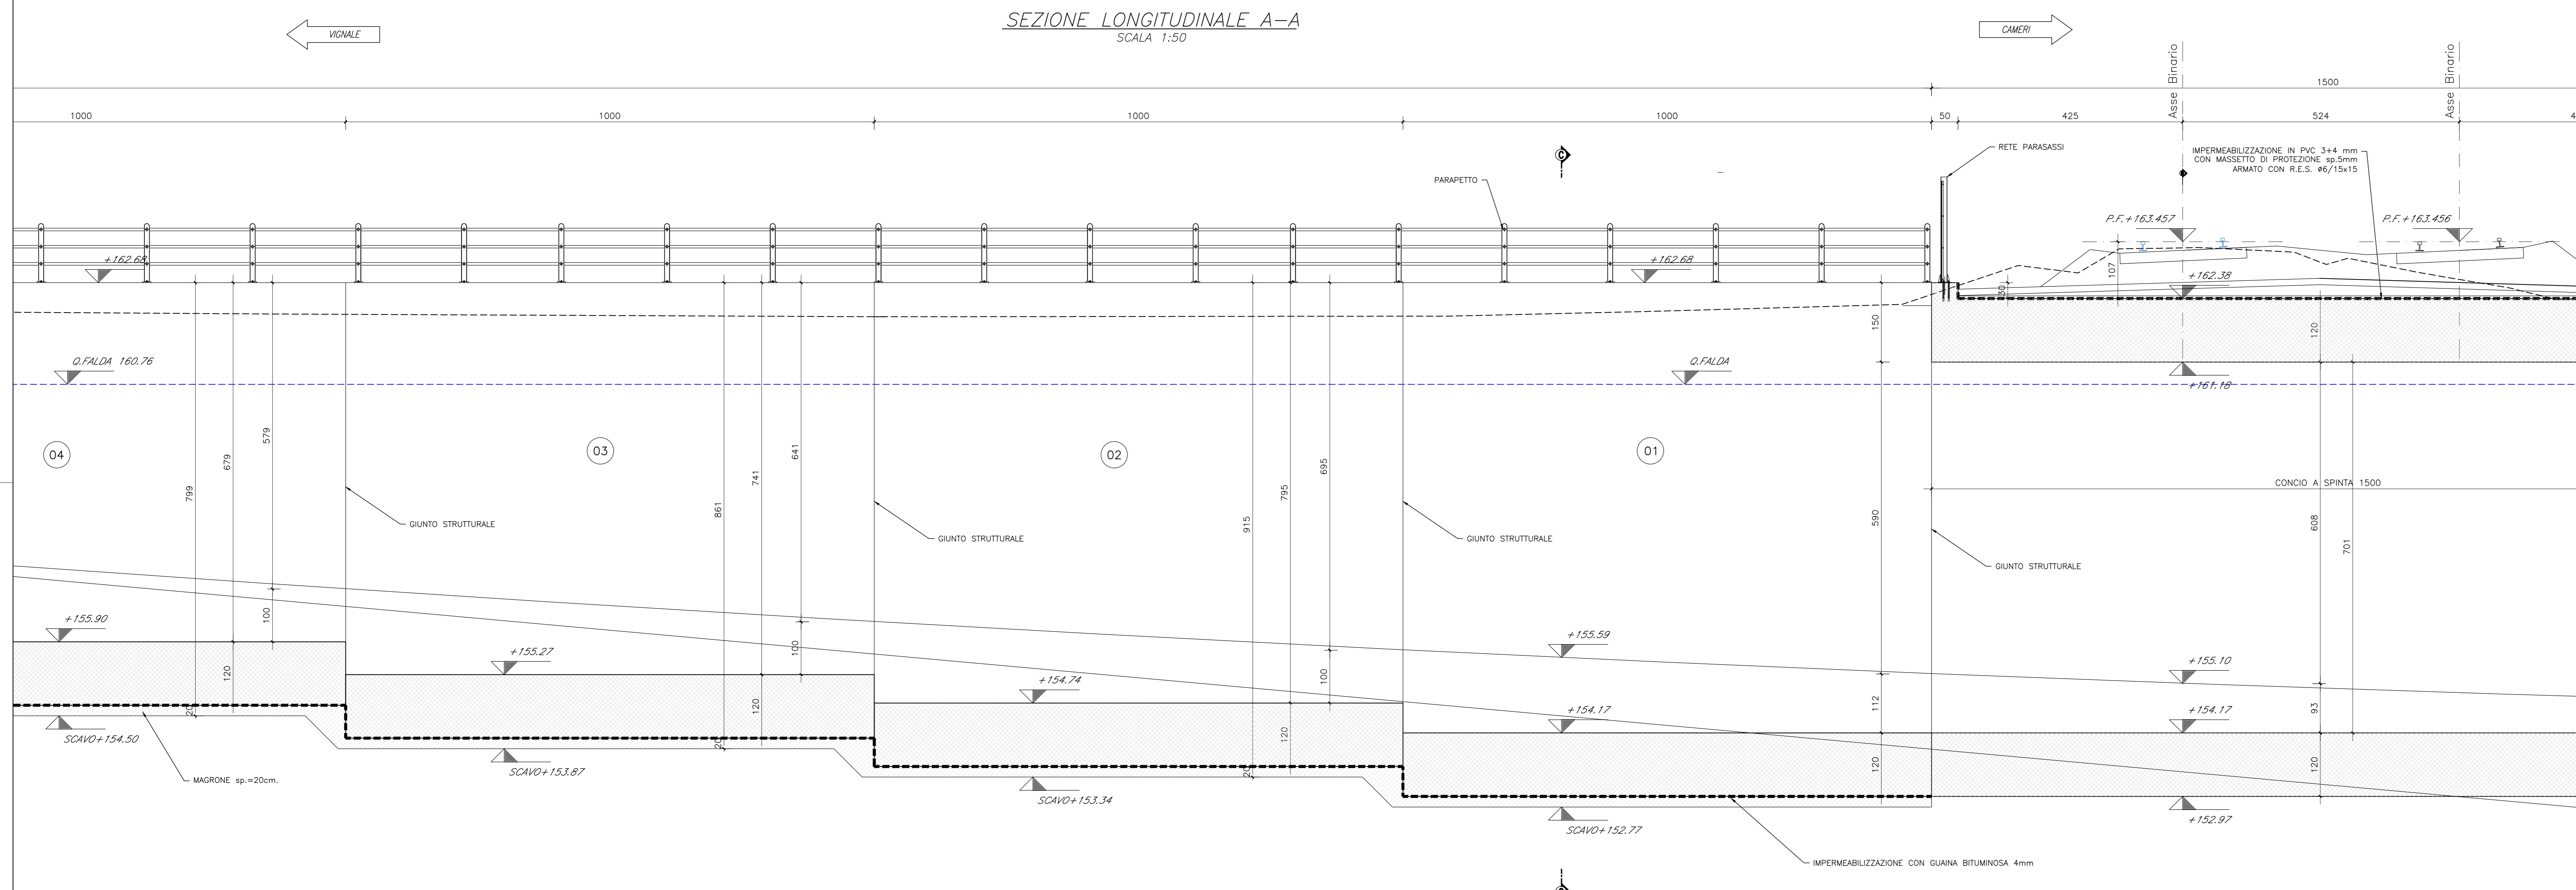 SEZIONE LONGITUDINALE A-A
SCALA 1:50
VIGNALE
CAMERI
Asse Binario
Asse Binario
1500
1000
1000
1000
1000
50
425
524
4
C
RETE PARASASSI
IMPERMEABILIZZAZIONE IN PVC 3+4 mm
CON MASSETTO DI PROTEZIONE sp.5mm
ARMATO CON R.E.S. ø6/15x15
PARAPETTO
P.F.+163.457
P.F.+163.456
+162.68
+162.68
107
+162.38
30
150
120
Q.FALDA 160.76
Q.FALDA
+161.18
04
03
02
01
579
679
799
641
741
861
695
795
915
590
CONCIO A SPINTA 1500
608
701
GIUNTO STRUTTURALE
GIUNTO STRUTTURALE
GIUNTO STRUTTURALE
GIUNTO STRUTTURALE
100
100
100
+155.90
+155.27
+154.74
+155.59
+155.10
+154.17
+154.17
112
93
120
120
120
120
120
20
20
20
SCAVO+154.50
SCAVO+153.87
SCAVO+153.34
SCAVO+152.77
+152.97
MAGRONE sp.=20cm.
IMPERMEABILIZZAZIONE CON GUAINA BITUMINOSA 4mm